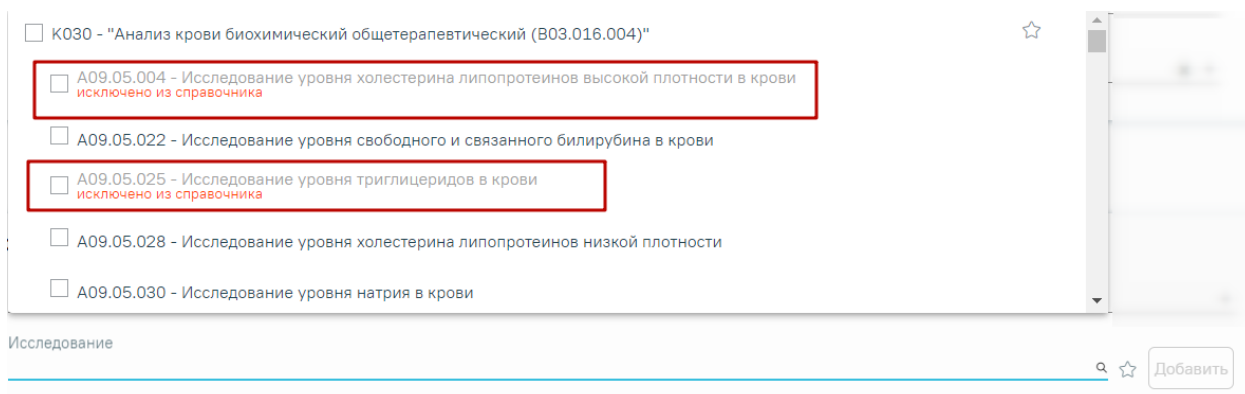 К030 - "Анализ крови биохимический общетерапевтический (B03.016.004)"
A09.05.004 - Исследование уровня холестерина липопротеинов высокой плотности в крови
исключено из справочника
A09.05.022 - Исследование уровня свободного и связанного билирубина в крови
A09.05.025 - Исследование уровня триглицеридов в крови
исключено из справочника
A09.05.028 - Исследование уровня холестерина липопротеинов низкой плотности
A09.05.030 - Исследование уровня натрия в крови
Исследование
Добавить